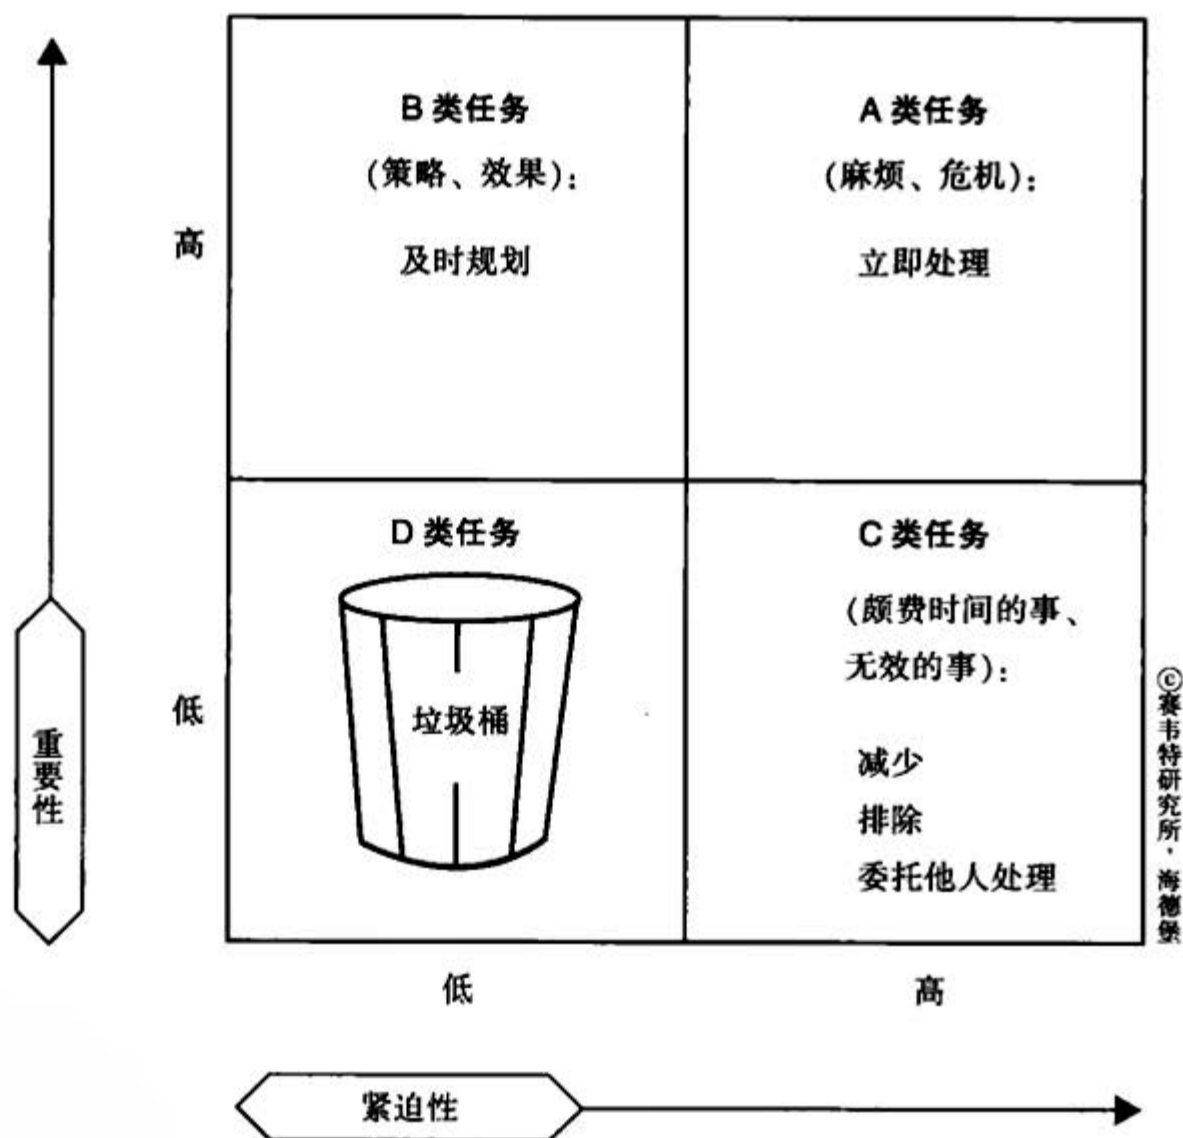 B 类任务
(策略、效果):
及时规划
A 类任务
(麻烦、危机):
立即处理
高
D 类任务
垃圾桶
C 类任务
(颇费时间的事、
无效的事):
减少
排除
委托他人处理
低
重要性
©赛韦特研究所,海德堡
低
高
紧迫性